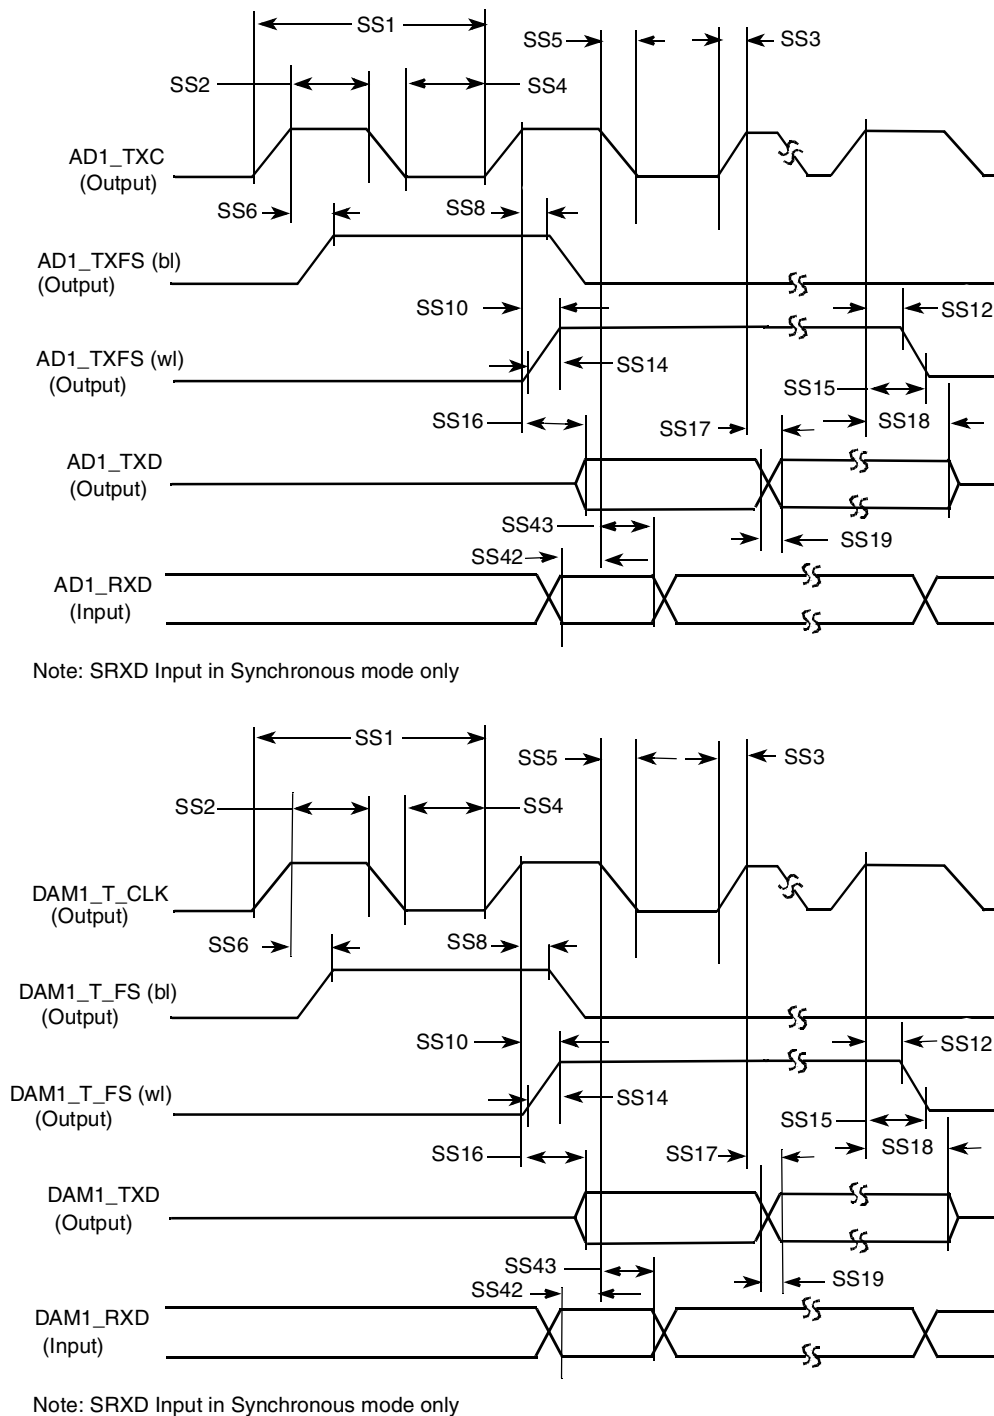 SS1
SS5
SS3
SS2
SS4
AD1_TXC
(Output)
SS6
SS8
AD1_TXFS (bl)
(Output)
SS10
SS12
AD1_TXFS (wl)
(Output)
SS14
SS15
SS16
SS17
SS18
AD1_TXD
(Output)
SS43
SS19
SS42
AD1_RXD
(Input)
Note: SRXD Input in Synchronous mode only
SS1
SS5
SS3
SS2
SS4
DAM1_T_CLK
(Output)
SS6
SS8
DAM1_T_FS (bl)
(Output)
SS10
SS12
DAM1_T_FS (wl)
(Output)
SS14
SS15
SS16
SS17
SS18
DAM1_TXD
(Output)
SS43
SS19
SS42
DAM1_RXD
(Input)
Note: SRXD Input in Synchronous mode only